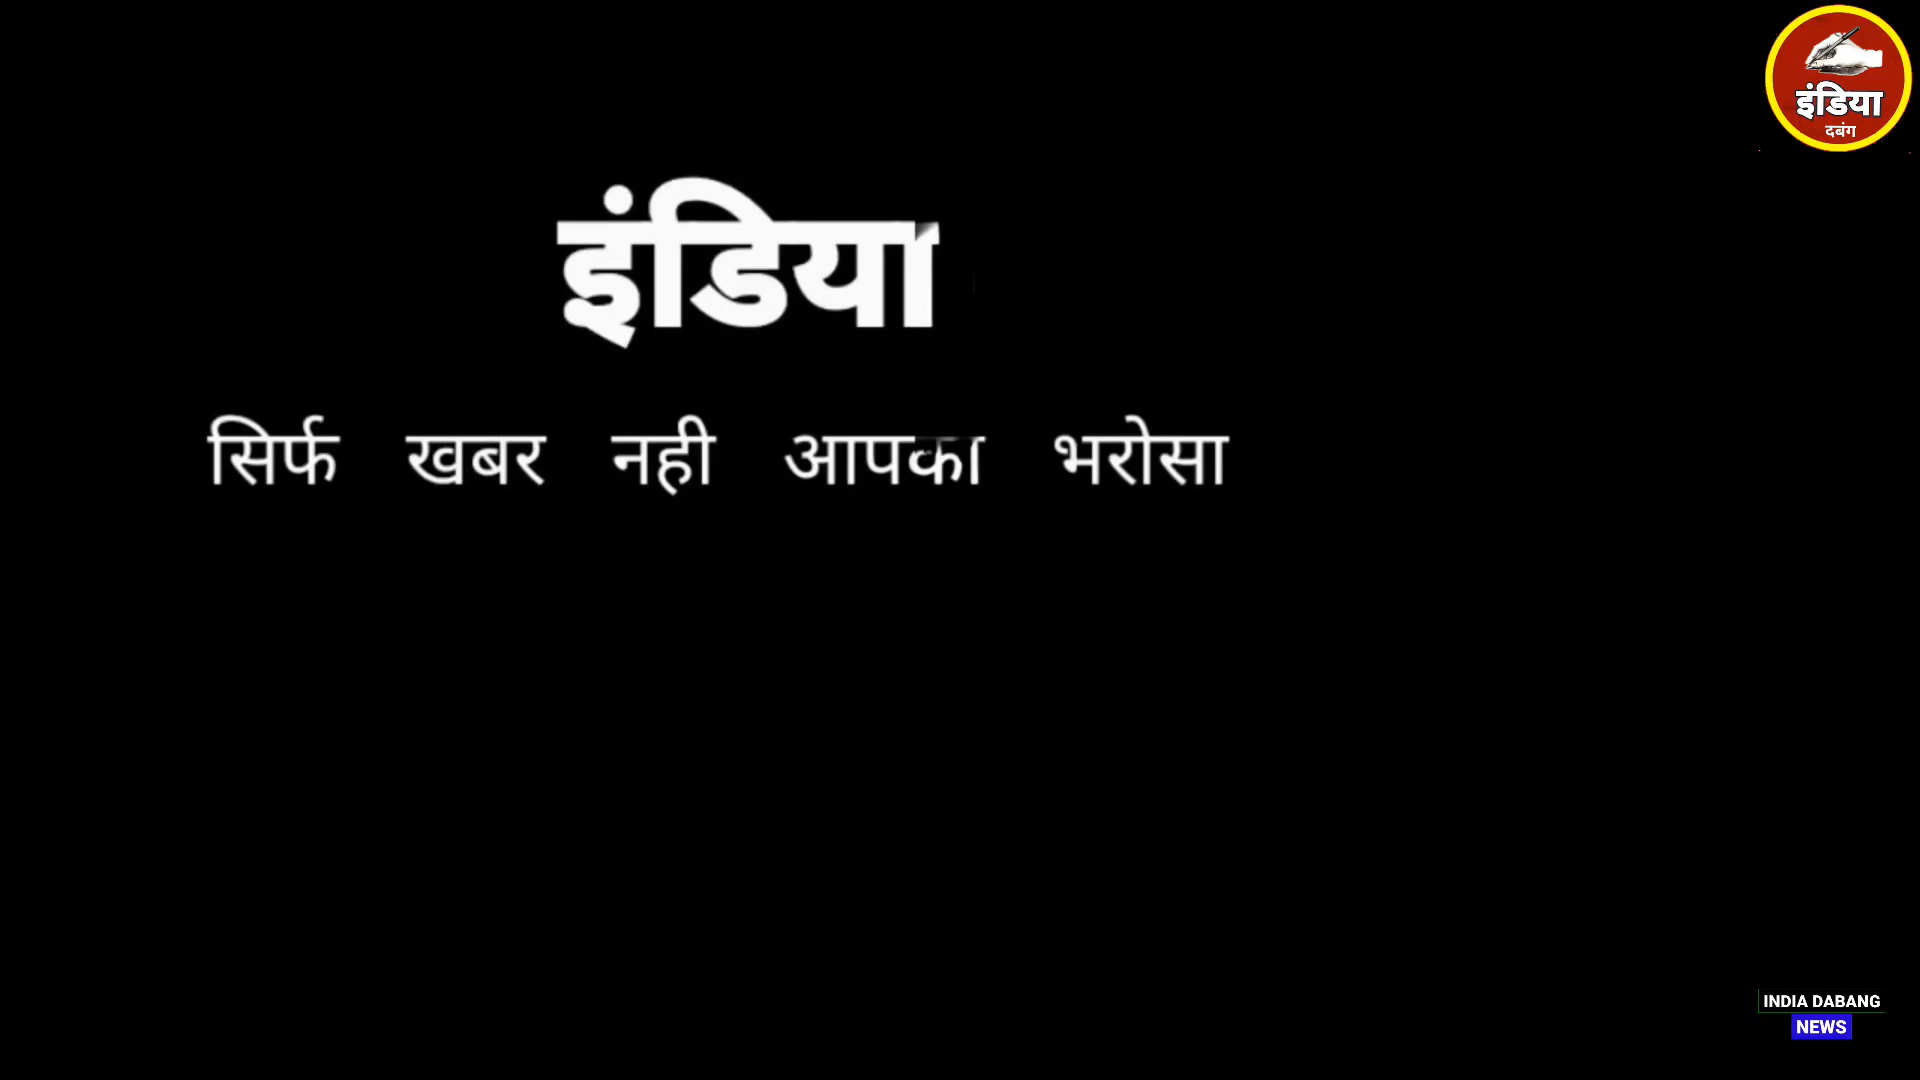 इंडिया
दबंग
इंडिया
सिर्फ खबर नही आपका भरोसा
INDIA DABANG
NEWS